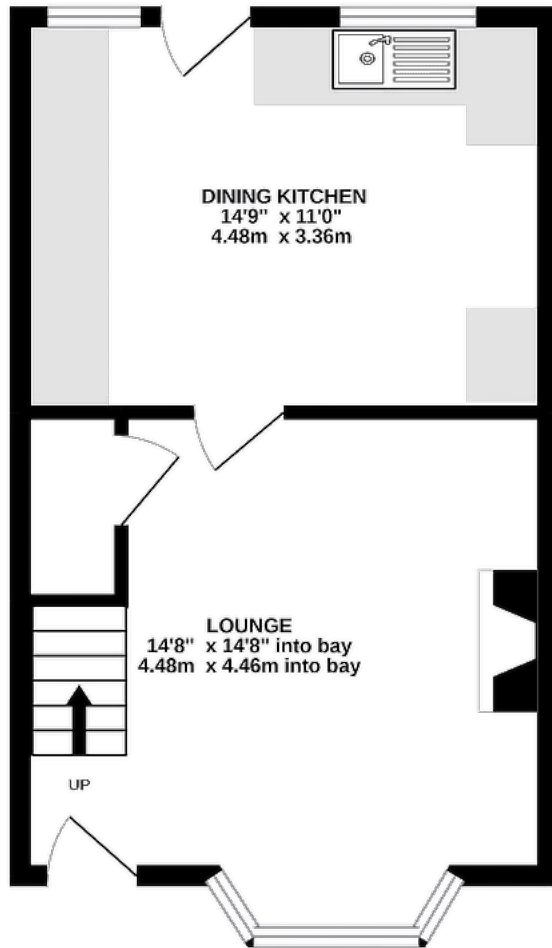 DINING KITCHEN
14'9" x 11'0"
4.48m x 3.36m
LOUNGE
14'8" x 14'8" into bay
4.48m x 4.46m into bay
UP